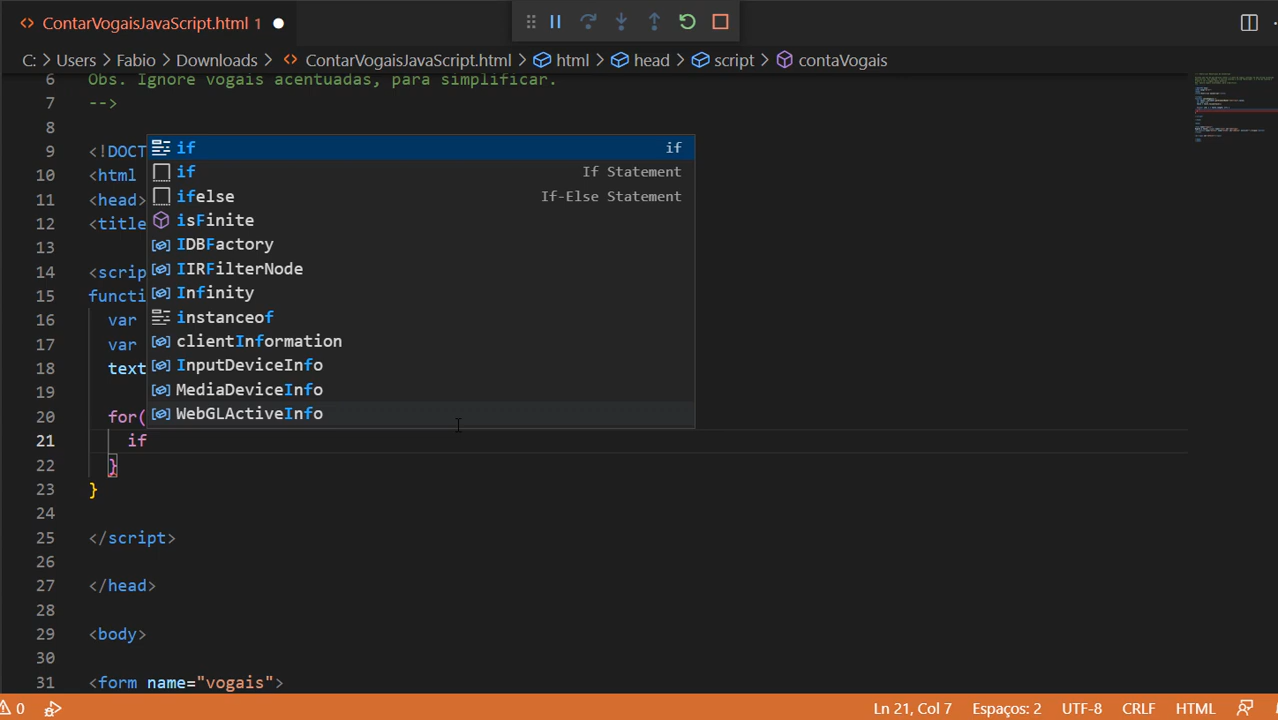 ContarVogaisJavaScript.html 1
C: > Users > Fabio > Downloads > ContarVogaisJavaScript.html > html > head > script > contaVogais
6 Obs. Ignore vogais acentuadas, para simplificar.
7 -->
8
9 <!DOCT
10 <html
11 <head>
12 <title
13
14 <scrip
15 functi
16 var
17 var
18 text
19
20 for(
21 if
22 }
23 }
24
25 </script>
26
27 </head>
28
29 <body>
30
31 <form name="vogais">
if if
if If Statement
ifelse If-Else Statement
isFinite
IDBFactory
IIRFilterNode
Infinity
instanceof
clientInformation
InputDeviceInfo
MediaDeviceInfo
WebGLActiveInfo
0 Ln 21, Col 7 Espaços: 2 UTF-8 CRLF HTML